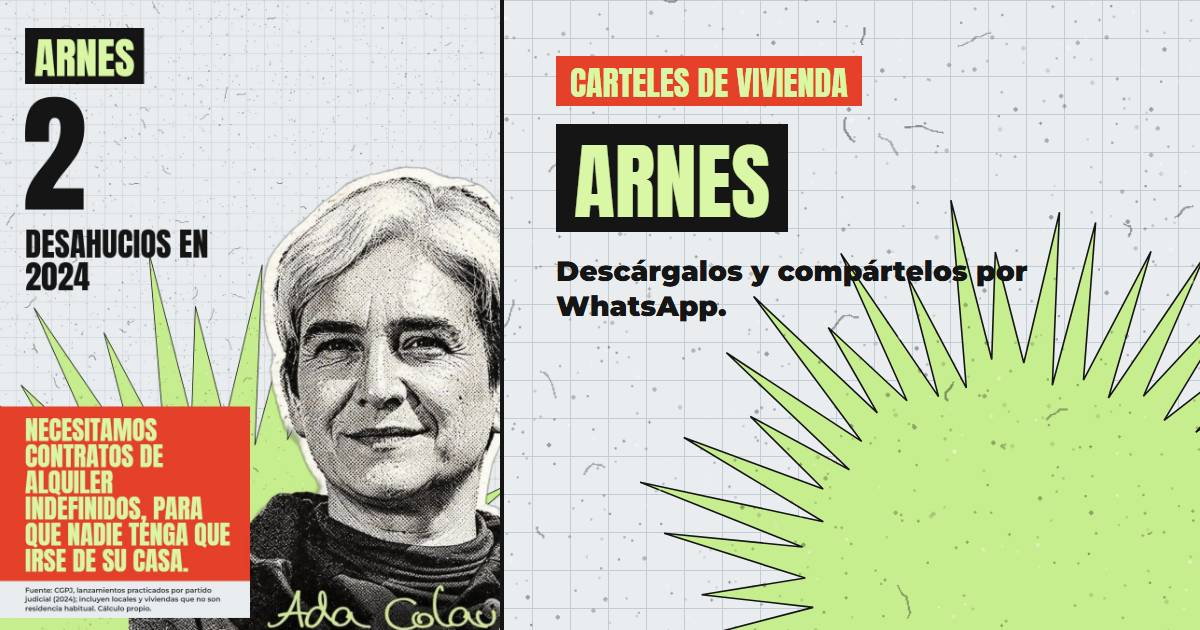 ARNES
2
DESAHUCIOS EN
2024
NECESITAMOS
CONTRATOS DE
ALQUILER
INDEFINIDOS, PARA
QUE NADIE TENGA QUE
IRSE DE SU CASA.
Fuente: CGPJ, lanzamientos practicados por partido
judicial (2024); incluyen locales y viviendas que no son
residencia habitual. Cálculo propio.
Ada Colau
CARTELES DE VIVIENDA
ARNES
Descárgalos y compártelos por
WhatsApp.